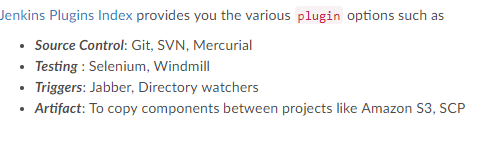 Jenkins Plugins Index provides you the various plugin options such as
• Source Control: Git, SVN, Mercurial
• Testing : Selenium, Windmill
• Triggers: Jabber, Directory watchers
• Artifact: To copy components between projects like Amazon S3, SCP